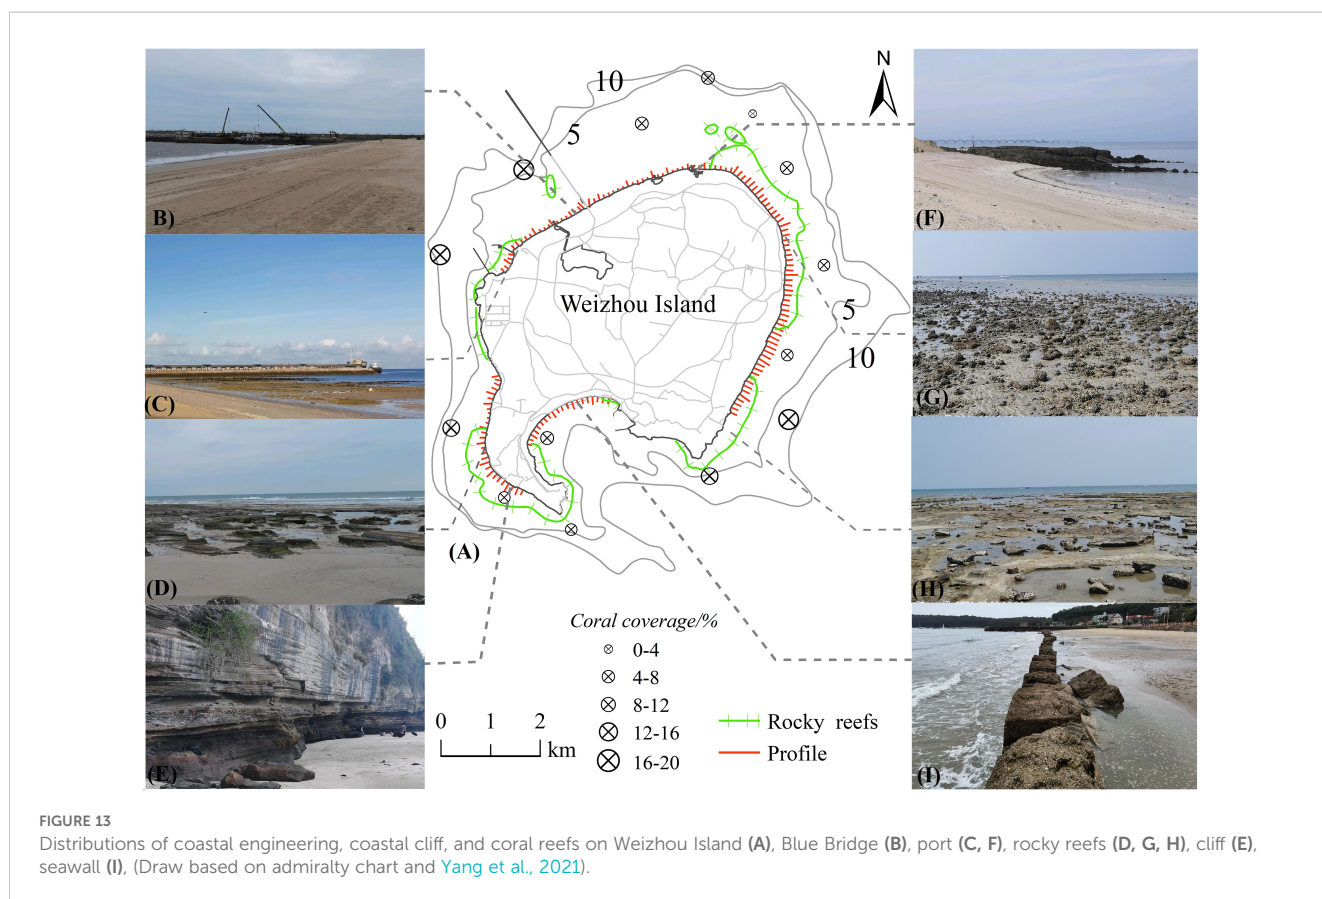 B)
(C)
(D)
(E)
10
5
N
Weizhou Island
5
10
(A)
Coral coverage/%
0-4
4-8
8-12
12-16
16-20
0 1 2
km
Rocky reefs
Profile
(F)
(G)
(H)
(I)
FIGURE 13
Distributions of coastal engineering, coastal cliff, and coral reefs on Weizhou Island (A), Blue Bridge (B), port (C, F), rocky reefs (D, G, H), cliff (E),
seawall (I), (Draw based on admiralty chart and Yang et al., 2021).